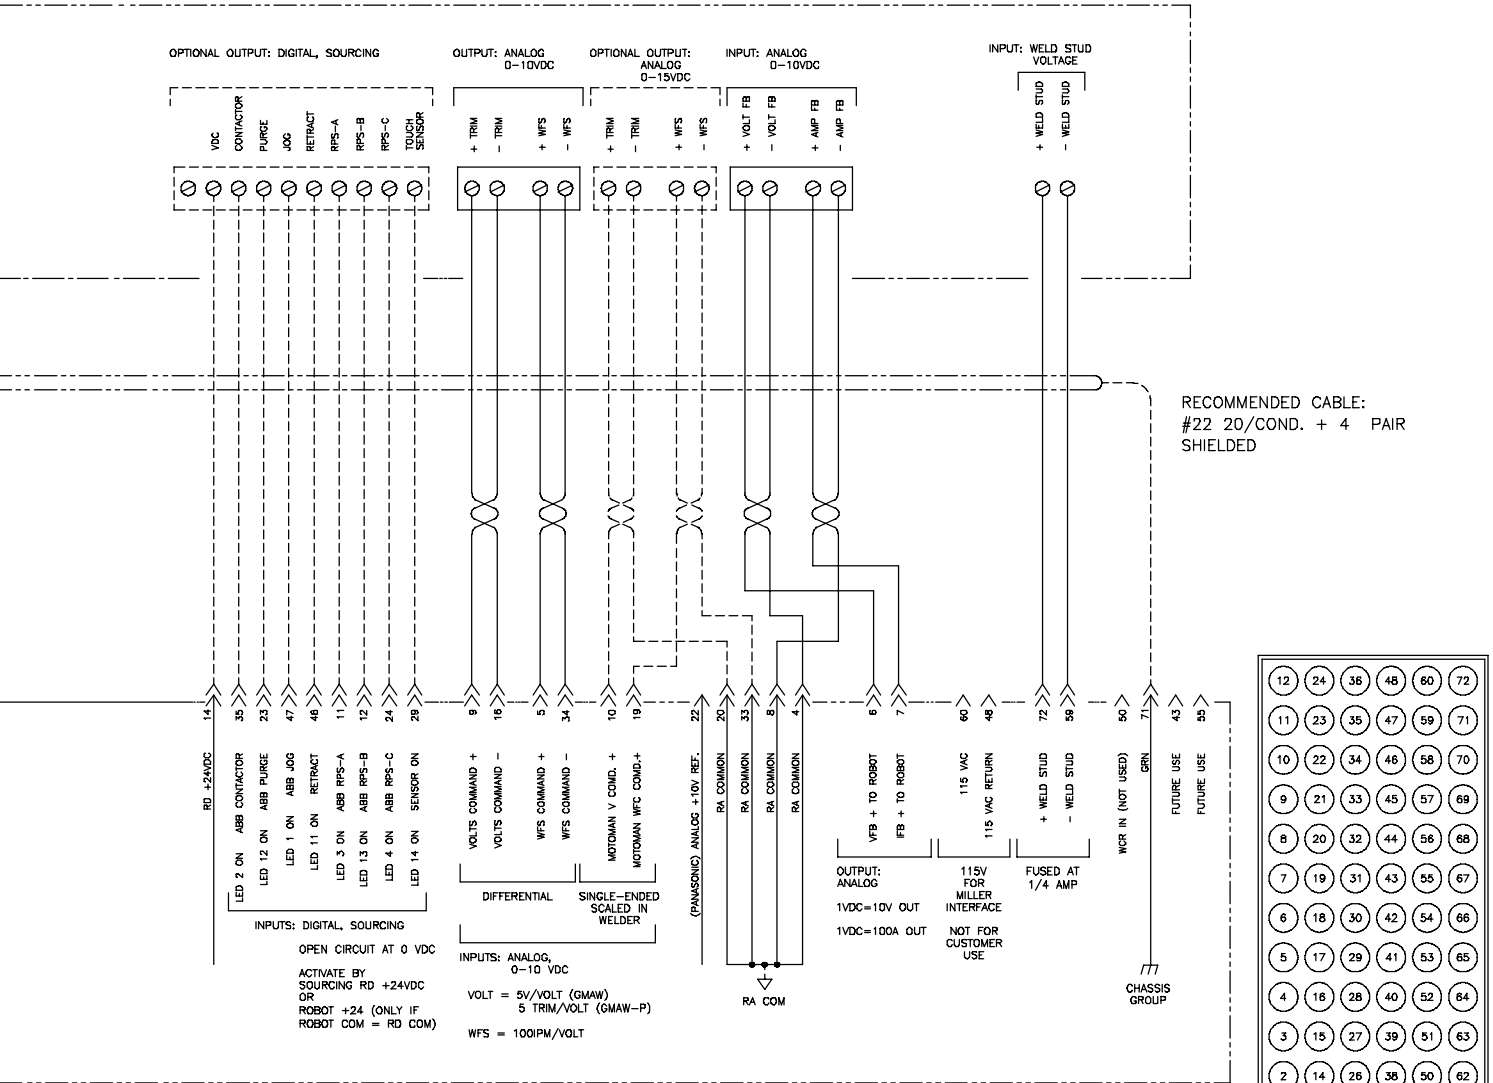 OPTIONAL OUTPUT: DIGITAL, SOURCING
OUTPUT: ANALOG
0-10VDC
OPTIONAL OUTPUT:
ANALOG
0-15VDC
INPUT: ANALOG
0-10VDC
INPUT: WELD STUD
VOLTAGE
VDC
CONTACTOR
PURGE
JOG
RETRACT
RPS-A
RPS-B
RPS-C
TOUCH
SENSOR
+ TRIM
- TRIM
+ WFS
- WFS
+ TRIM
- TRIM
+ WFS
- WFS
+ VOLT FB
- VOLT FB
+ AMP FB
- AMP FB
+ WELD STUD
- WELD STUD
RECOMMENDED CABLE:
#22 20/COND. + 4 PAIR
SHIELDED
14
35
23
47
46
11
12
24
29
9
16
5
34
10
19
22
20
33
8
4
6
7
60
48
72
59
50
71
43
55
RD +24VDC
LED 2 ON ABB CONTACTOR
LED 12 ON ABB PURGE
LED 1 ON ABB JOG
LED 11 ON RETRACT
LED 3 ON ABB RPS-A
LED 13 ON ABB RPS-B
LED 4 ON ABB RPS-C
LED 14 ON SENSOR ON
VOLTS COMMAND +
VOLTS COMMAND -
WFS COMMAND +
WFS COMMAND -
MOTOMAN V COMD. +
MOTOMAN WFC COMD.+
(PANASONIC) ANALOG +10V REF.
RA COMMON
RA COMMON
RA COMMON
RA COMMON
VFB + TO ROBOT
IFB + TO ROBOT
115 VAC
115 VAC RETURN
+ WELD STUD
- WELD STUD
WCR IN (NOT USED)
GRN
FUTURE USE
FUTURE USE
INPUTS: DIGITAL, SOURCING
OPEN CIRCUIT AT 0 VDC
ACTIVATE BY
SOURCING RD +24VDC
OR
ROBOT +24 (ONLY IF
ROBOT COM = RD COM)
DIFFERENTIAL
SINGLE-ENDED
SCALED IN
WELDER
INPUTS: ANALOG,
0-10 VDC
VOLT = 5V/VOLT (GMAW)
5 TRIM/VOLT (GMAW-P)
WFS = 100IPM/VOLT
RA COM
OUTPUT:
ANALOG
1VDC=10V OUT
1VDC=100A OUT
115V
FOR
MILLER
INTERFACE
NOT FOR
CUSTOMER
USE
FUSED AT
1/4 AMP
CHASSIS
GROUP
12 24 36 48 60 72
11 23 35 47 59 71
10 22 34 46 58 70
9 21 33 45 57 69
8 20 32 44 56 68
7 19 31 43 55 67
6 18 30 42 54 66
5 17 29 41 53 65
4 16 28 40 52 64
3 15 27 39 51 63
2 14 26 38 50 62